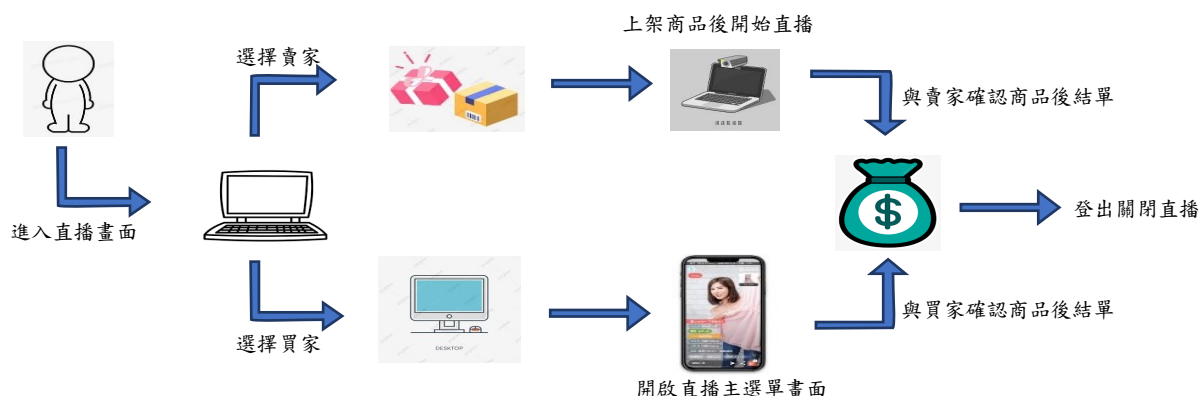 上架商品後開始直播
選擇賣家
與賣家確認商品後結單
進入直播畫面
登出關閉直播
選擇買家
DESKTOP
與買家確認商品後結單
開啟直播主選單畫面